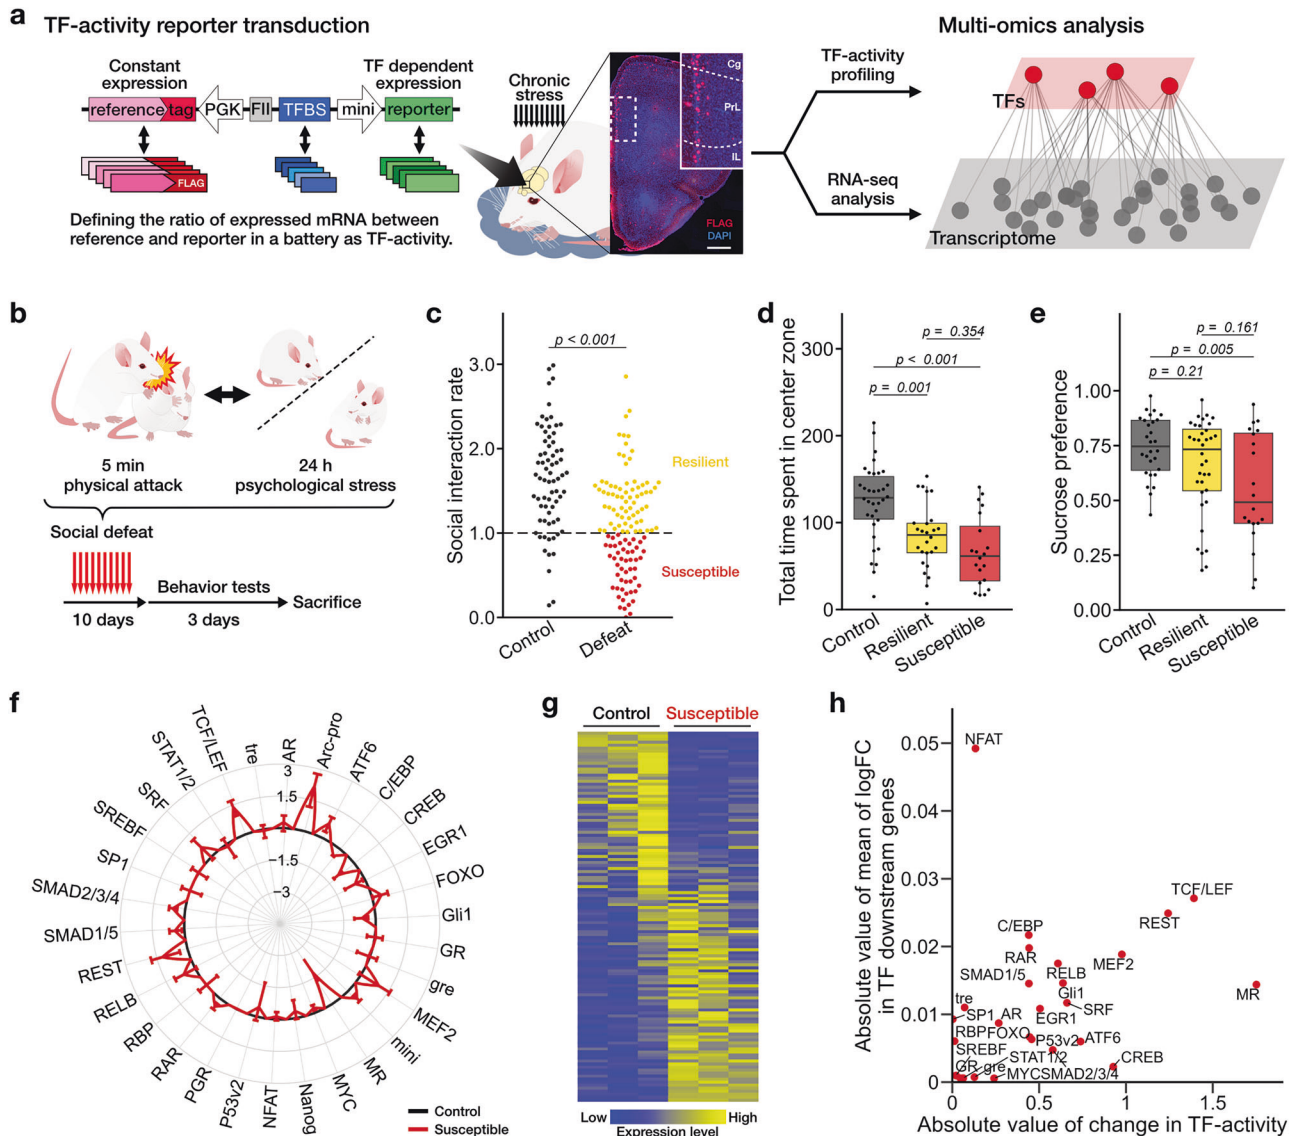 a
TF-activity reporter transduction
Multi-omics analysis
Constant
expression
TF dependent
expression
reference tag PGK FII TFBS mini reporter
FLAG
Defining the ratio of expressed mRNA between
reference and reporter in a battery as TF-activity.
Chronic
stress
Cg
PrL
IL
FLAG
DAPI
TF-activity
profiling
RNA-seq
analysis
TFs
Transcriptome
b
5 min
physical attack
24 h
psychological stress
Social defeat
Behavior tests
Sacrifice
10 days
3 days
c
p < 0.001
Social interaction rate
3.0
2.0
1.0
0.0
Resilient
Susceptible
Control
Defeat
d
p = 0.354
p < 0.001
p = 0.001
Total time spent in center zone
300
200
100
0
Control
Resilient
Susceptible
e
p = 0.161
p = 0.005
p = 0.21
Sucrose preference
1.00
0.75
0.50
0.25
0.00
Control
Resilient
Susceptible
f
AR
Arc-pro
ATF6
C/EBP
CREB
EGR1
FOXO
Gli1
GR
gre
MEF2
mini
MR
MYC
Nanog
NFAT
P53v2
PGR
RAR
RBP
RELB
REST
SMAD1/5
SMAD2/3/4
SP1
SREBF
SRF
STAT1/2
TCF/LEF
tre
3
1.5
−1.5
−3
Control
Susceptible
g
Control
Susceptible
Low
High
Expression level
h
Absolute value of mean of logFC
in TF downstream genes
0.05
0.04
0.03
0.02
0.01
0
NFAT
TCF/LEF
REST
C/EBP
RAR
MEF2
RELB
SMAD1/5
Gli1
MR
tre
SRF
SP1 AR
EGR1
RBP FOXO
P53v2 ATF6
SREBF
STAT1/2
CREB
GR gre
MYC SMAD2/3/4
0
0.5
1
1.5
Absolute value of change in TF-activity